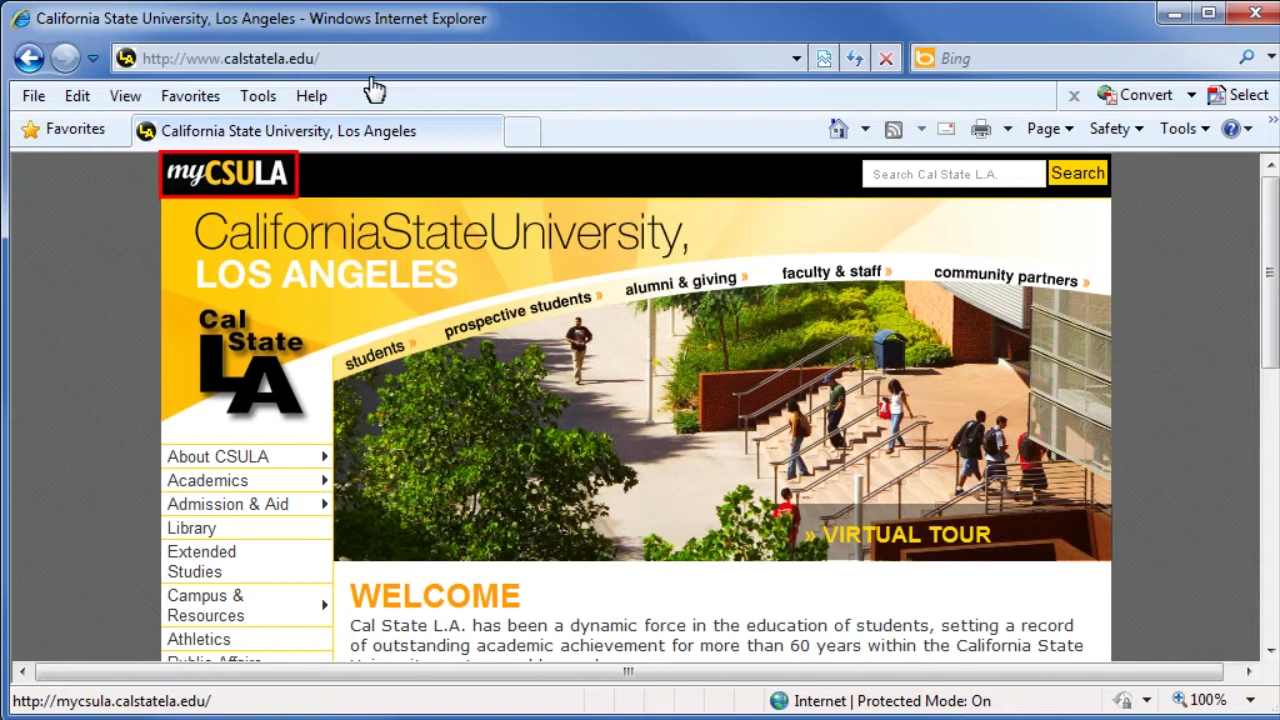 California State University, Los Angeles - Windows Internet Explorer
http://www.calstatela.edu/
Bing
File Edit View Favorites Tools Help
Convert Select
Favorites
California State University, Los Angeles
Page Safety Tools
myCSULA
Search Cal State L.A.
Search
CaliforniaStateUniversity,
LOS ANGELES
students »
prospective students »
alumni & giving »
faculty & staff »
community partners »
Cal
State
LA
About CSULA
Academics
Admission & Aid
Library
Extended
Studies
Campus &
Resources
Athletics
Public Affairs
» VIRTUAL TOUR
WELCOME
Cal State L.A. has been a dynamic force in the education of students, setting a record
of outstanding academic achievement for more than 60 years within the California State
http://mycsula.calstatela.edu/
Internet | Protected Mode: On
100%